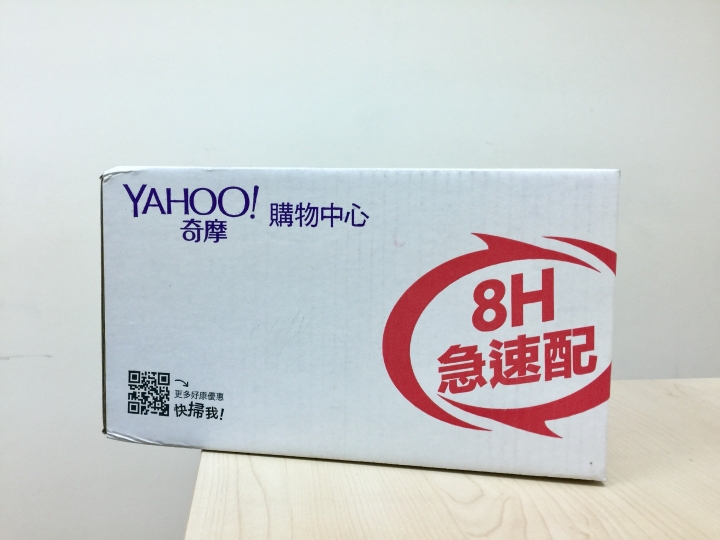 YAHOO!
奇摩
購物中心
8H
急速配
更多好康優惠
快掃我!